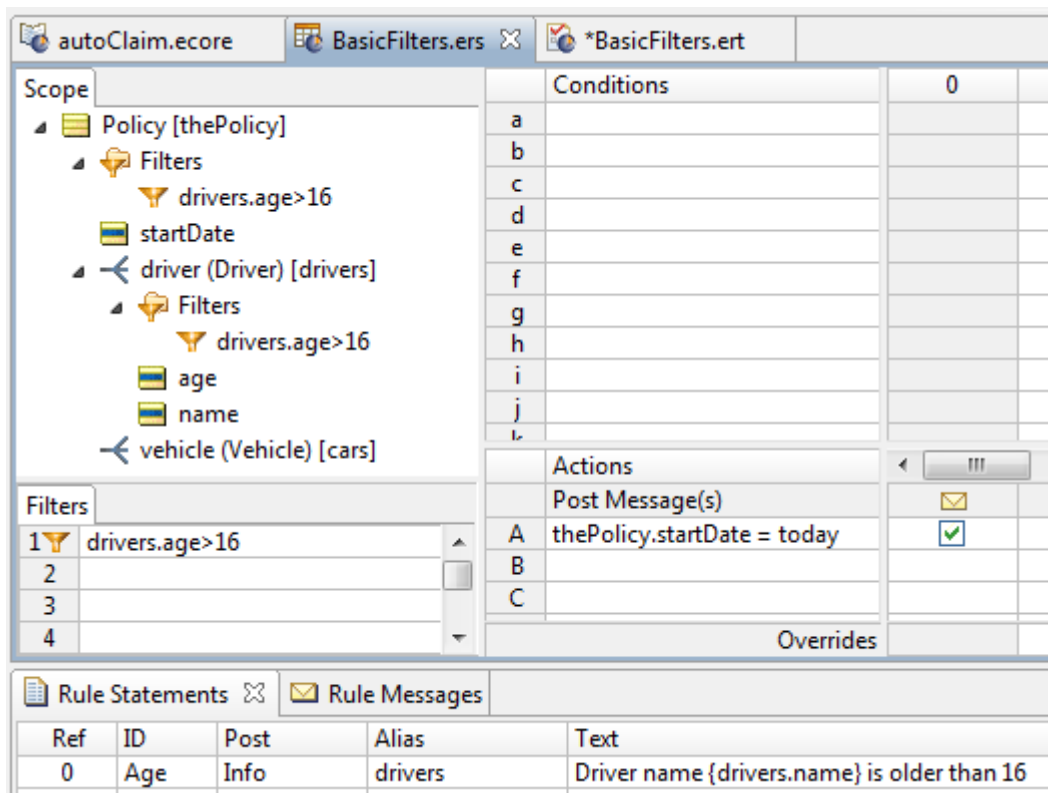 autoClaim.ecore BasicFilters.ers *BasicFilters.ert
Scope
Policy [thePolicy]
Filters
drivers.age>16
startDate
driver (Driver) [drivers]
Filters
drivers.age>16
age
name
vehicle (Vehicle) [cars]
Filters
1 drivers.age>16
2
3
4
Conditions 0
a
b
c
d
e
f
g
h
i
j
k
Actions
Post Message(s)
A thePolicy.startDate = today
B
C
Overrides
Rule Statements Rule Messages
Ref ID Post Alias Text
0 Age Info drivers Driver name {drivers.name} is older than 16